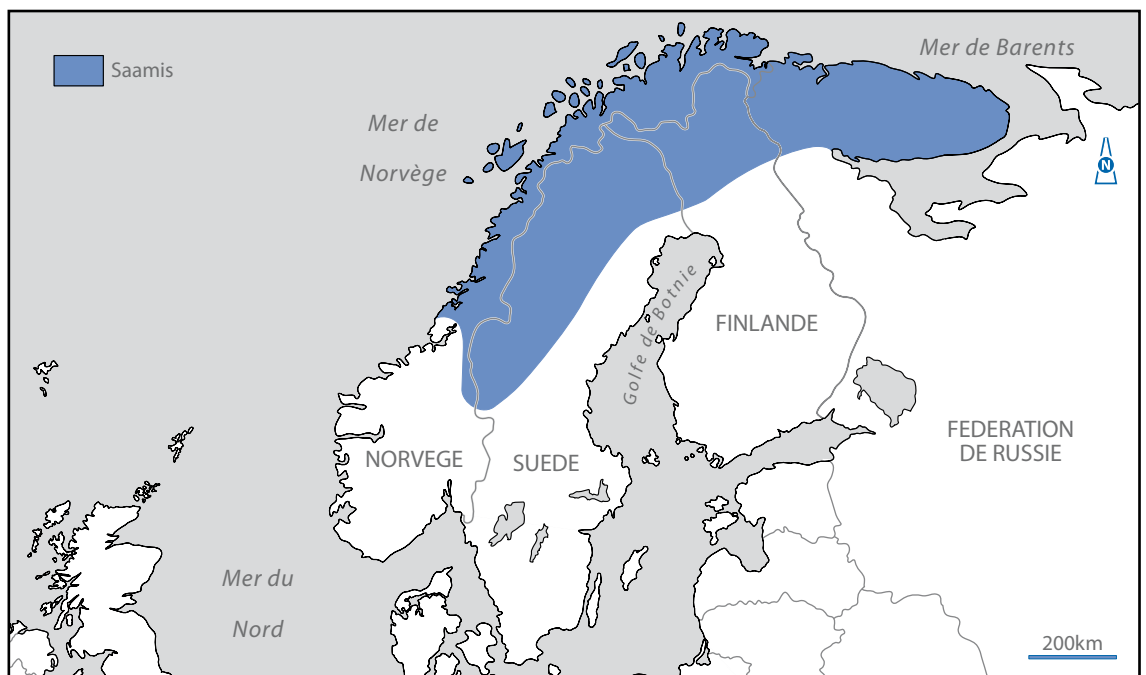 Saamis
Mer de Barents
Mer de
Norvège
N
Golfe de Botnie
FINLANDE
NORVEGE
SUEDE
FEDERATION
DE RUSSIE
Mer du
Nord
200km